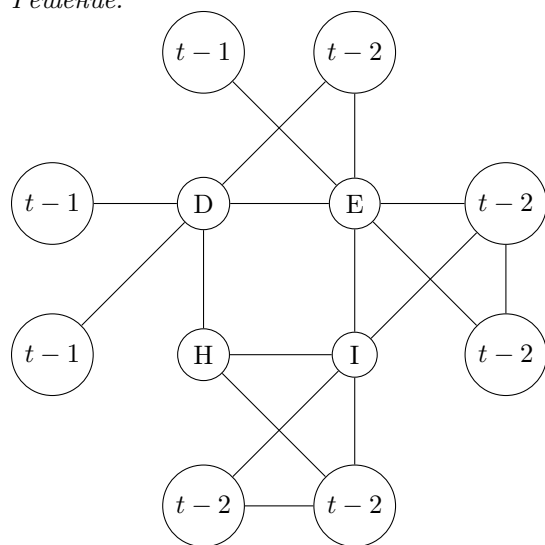 Решение.
t − 1 t − 2
t − 1 D E t − 2
t − 1 H I t − 2
t − 2 t − 2